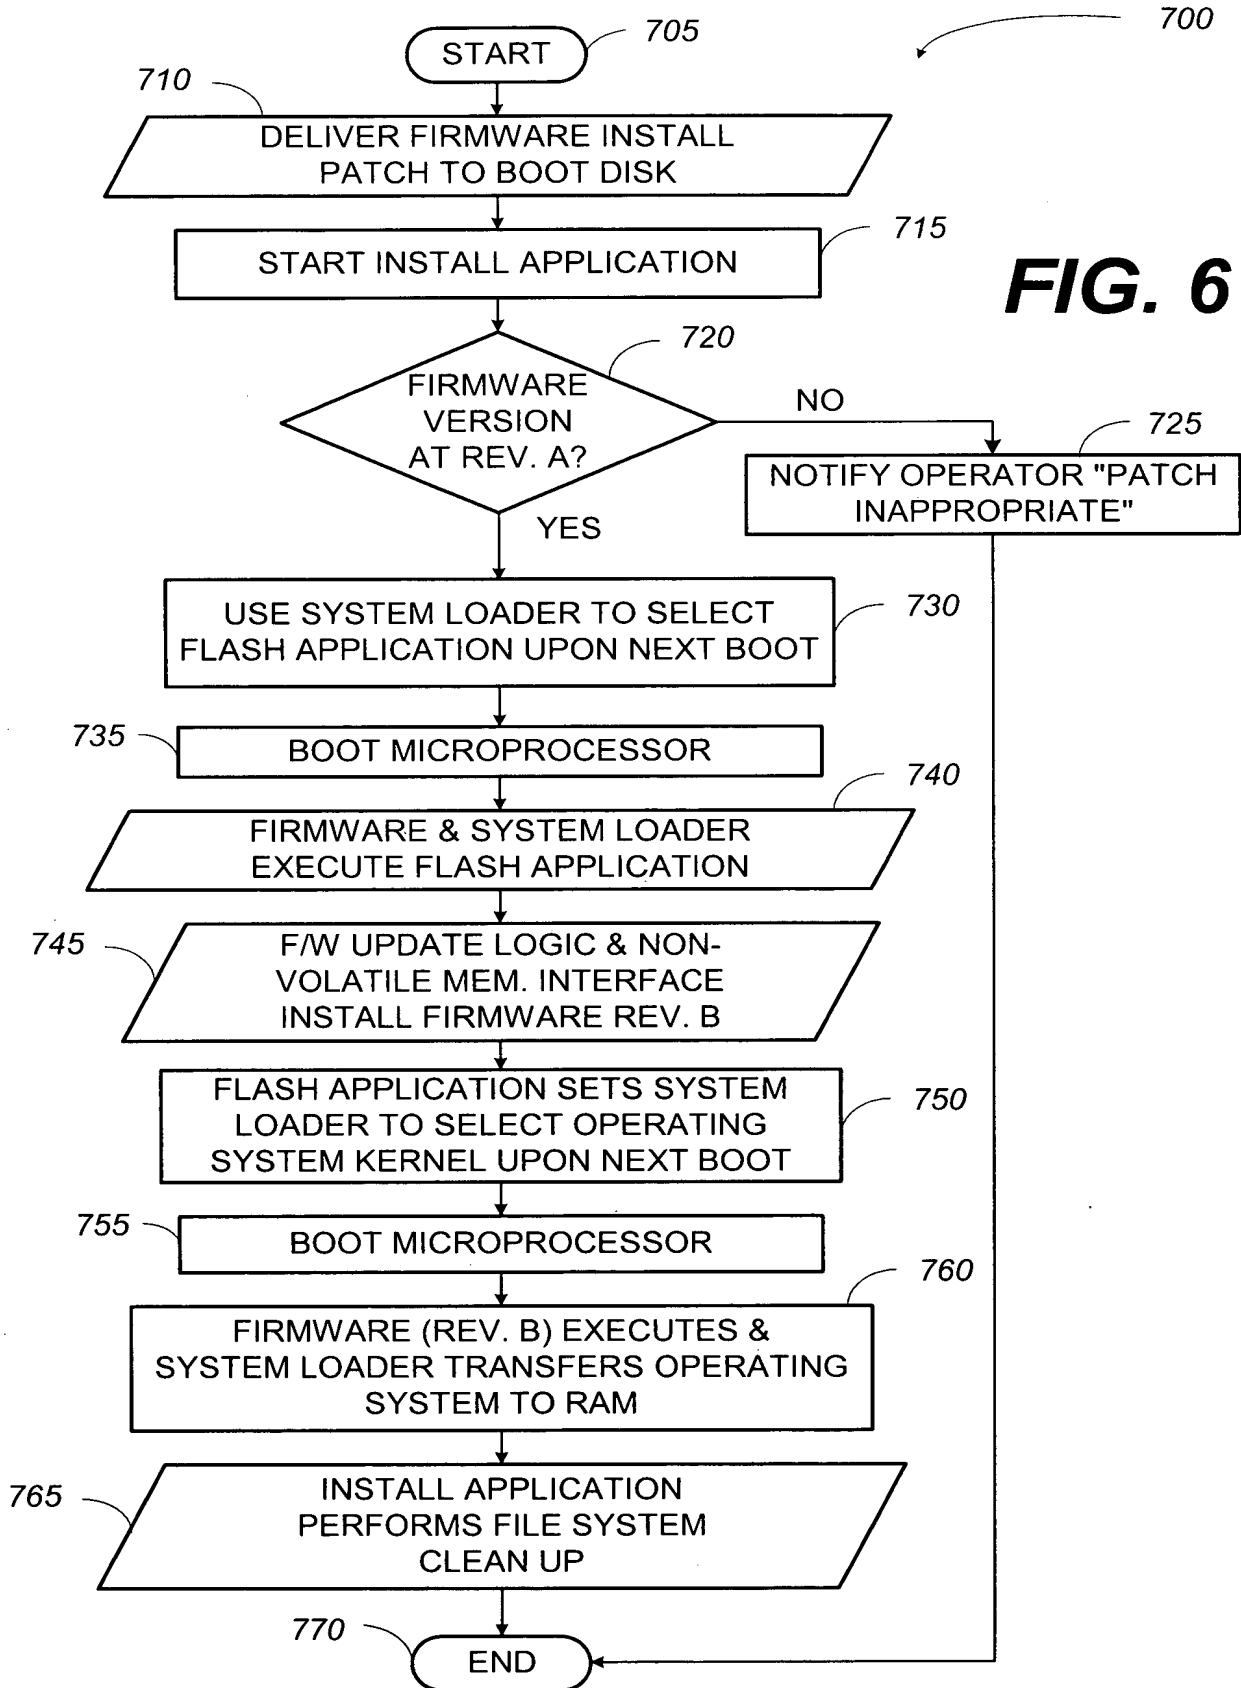 700
START
705
710
DELIVER FIRMWARE INSTALL
PATCH TO BOOT DISK
715
START INSTALL APPLICATION
FIG. 6
720
FIRMWARE
VERSION
AT REV. A?
NO
725
NOTIFY OPERATOR "PATCH
INAPPROPRIATE"
YES
730
USE SYSTEM LOADER TO SELECT
FLASH APPLICATION UPON NEXT BOOT
735
BOOT MICROPROCESSOR
740
FIRMWARE & SYSTEM LOADER
EXECUTE FLASH APPLICATION
745
F/W UPDATE LOGIC & NON-
VOLATILE MEM. INTERFACE
INSTALL FIRMWARE REV. B
FLASH APPLICATION SETS SYSTEM
LOADER TO SELECT OPERATING
SYSTEM KERNEL UPON NEXT BOOT
750
755
BOOT MICROPROCESSOR
760
FIRMWARE (REV. B) EXECUTES &
SYSTEM LOADER TRANSFERS OPERATING
SYSTEM TO RAM
765
INSTALL APPLICATION
PERFORMS FILE SYSTEM
CLEAN UP
770
END